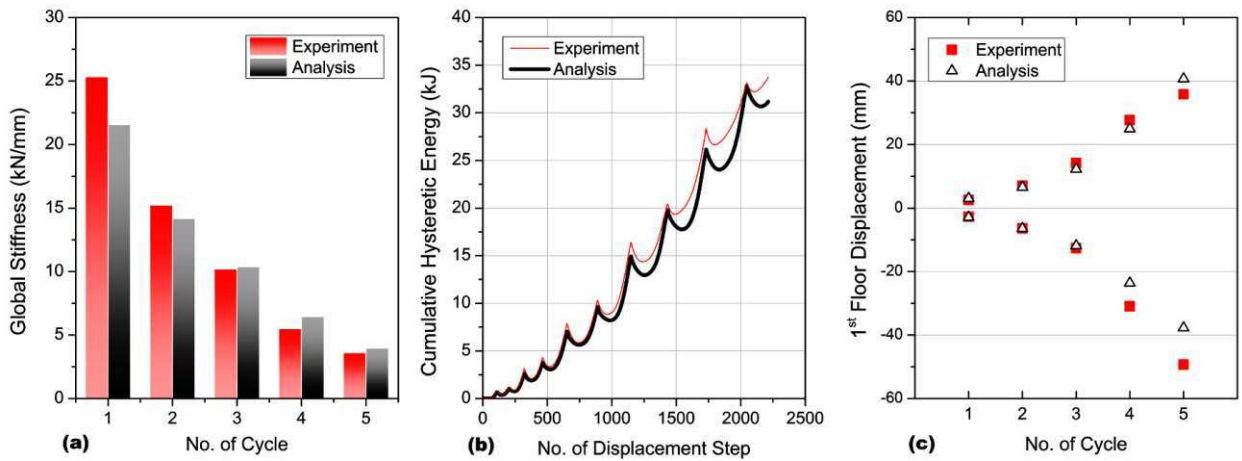 30
25
20
15
10
5
0
Global Stiffness (kN/mm)
Experiment
Analysis
1 2 3 4 5
(a)
No. of Cycle
40
35
30
25
20
15
10
5
0
Cumulative Hysteretic Energy (kJ)
Experiment
Analysis
0 500 1000 1500 2000 2500
(b)
No. of Displacement Step
60
40
20
0
-20
-40
-60
1st Floor Displacement (mm)
Experiment
Analysis
1 2 3 4 5
(c)
No. of Cycle